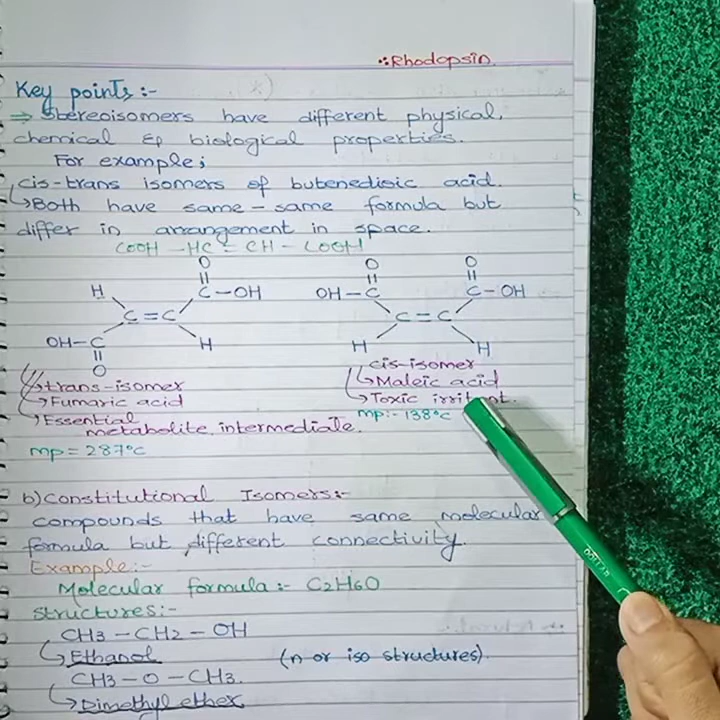 ∴Rhodopsin.
Key points:-
⇒ Stereoisomers have different physical,
chemical & biological properties.
For example;
cis-trans isomers of butenedioic acid.
↳Both have same-same formula but
differ in arrangement in space.
COOH -HC = CH - COOH
O O O
|| || ||
H C-OH OH-C C-OH
C=C C=C
OH-C H H H
||
O
cis-isomer
trans-isomer ↳Maleic acid
↳Fumaric acid ↳Toxic irritant.
↳Essential mp:- 138°C
metabolite intermediate.
mp = 287°C
b)Constitutional Isomers:-
compounds that have same molecular
formula but different connectivity.
Example:-
Molecular formula:- C2H6O
Structures:-
CH3 - CH2 - OH
↳Ethanol (n or iso structures).
CH3 - O - CH3.
↳Dimethyl ether
DOLLAR